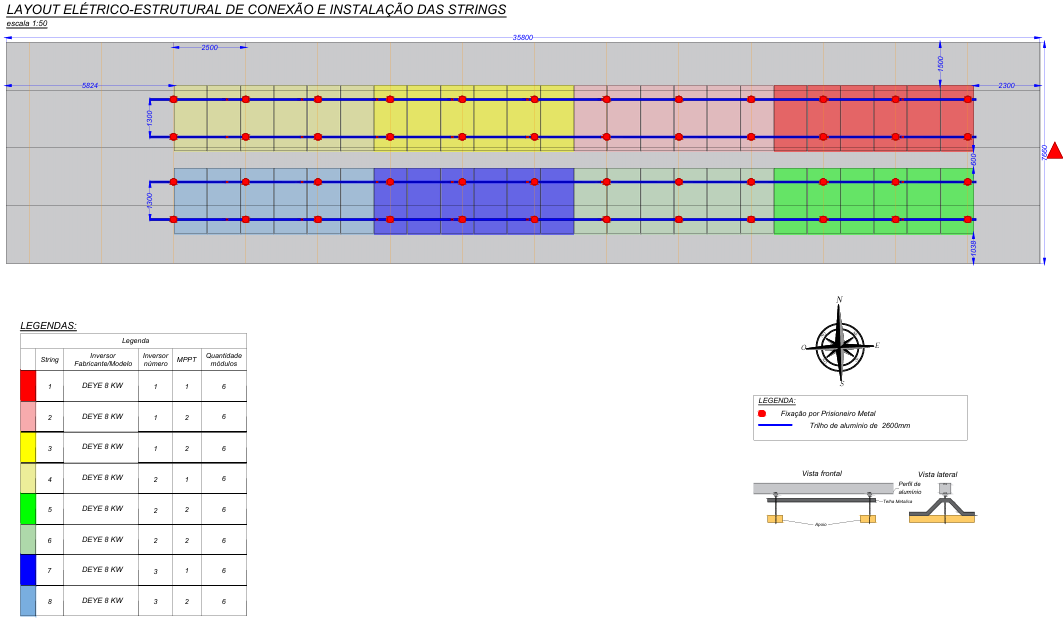 LAYOUT ELÉTRICO-ESTRUTURAL DE CONEXÃO E INSTALAÇÃO DAS STRINGS
escala 1:50
35800
2500
1500
5824
2300
1300
600
7660
1300
1038
LEGENDAS:
Legenda
String Inversor Fabricante/Modelo Inversor número MPPT Quantidade módulos
1 DEYE 8 KW 1 1 6
2 DEYE 8 KW 1 2 6
3 DEYE 8 KW 1 2 6
4 DEYE 8 KW 2 1 6
5 DEYE 8 KW 2 2 6
6 DEYE 8 KW 2 2 6
7 DEYE 8 KW 3 1 6
8 DEYE 8 KW 3 2 6
N
O E
S
LEGENDA:
Fixação por Prisioneiro Metal
Trilho de alumínio de 2600mm
Vista frontal
Vista lateral
Perfil de
alumínio
Telha Metálica
Apoio